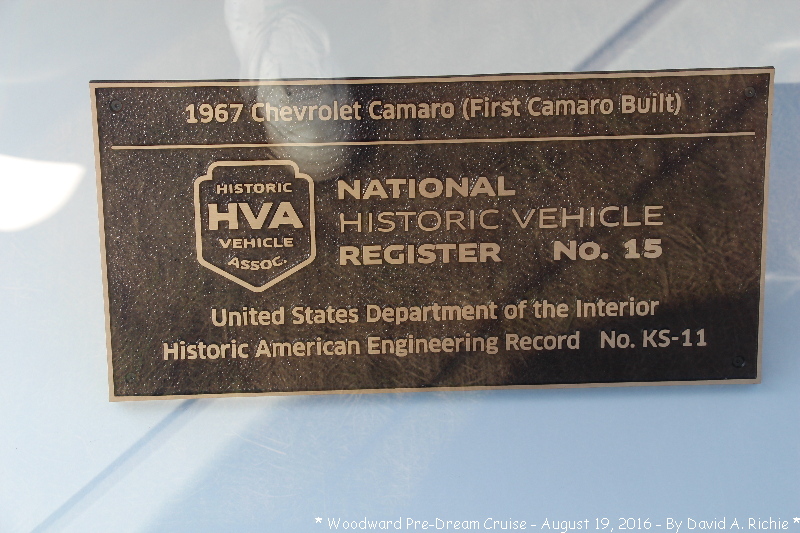 1967 Chevrolet Camaro (First Camaro Built)
HISTORIC
HVA
VEHICLE
ASSOC.
NATIONAL
HISTORIC VEHICLE
REGISTER No. 15
United States Department of the Interior
Historic American Engineering Record No. KS-11
* Woodward Pre-Dream Cruise - August 19, 2016 - By David A. Richie *